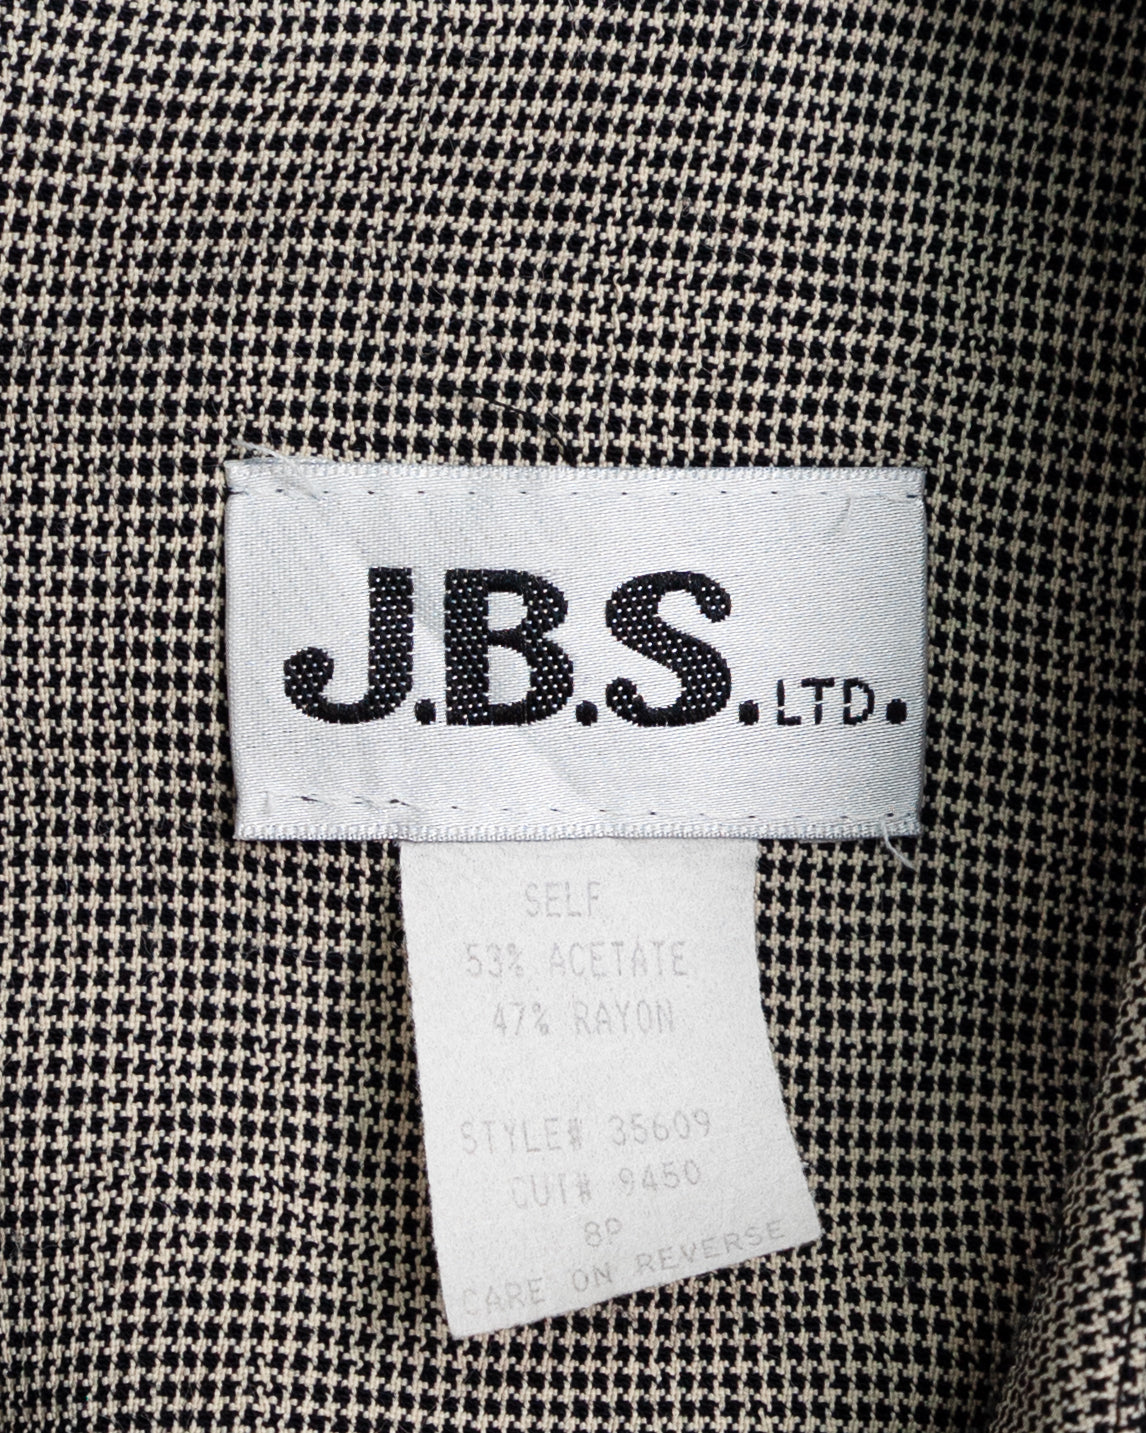 J.B.S. LTD.
SELF
53% ACETATE
47% RAYON
STYLE# 35609
CUT# 9450
8P
CARE ON REVERSE